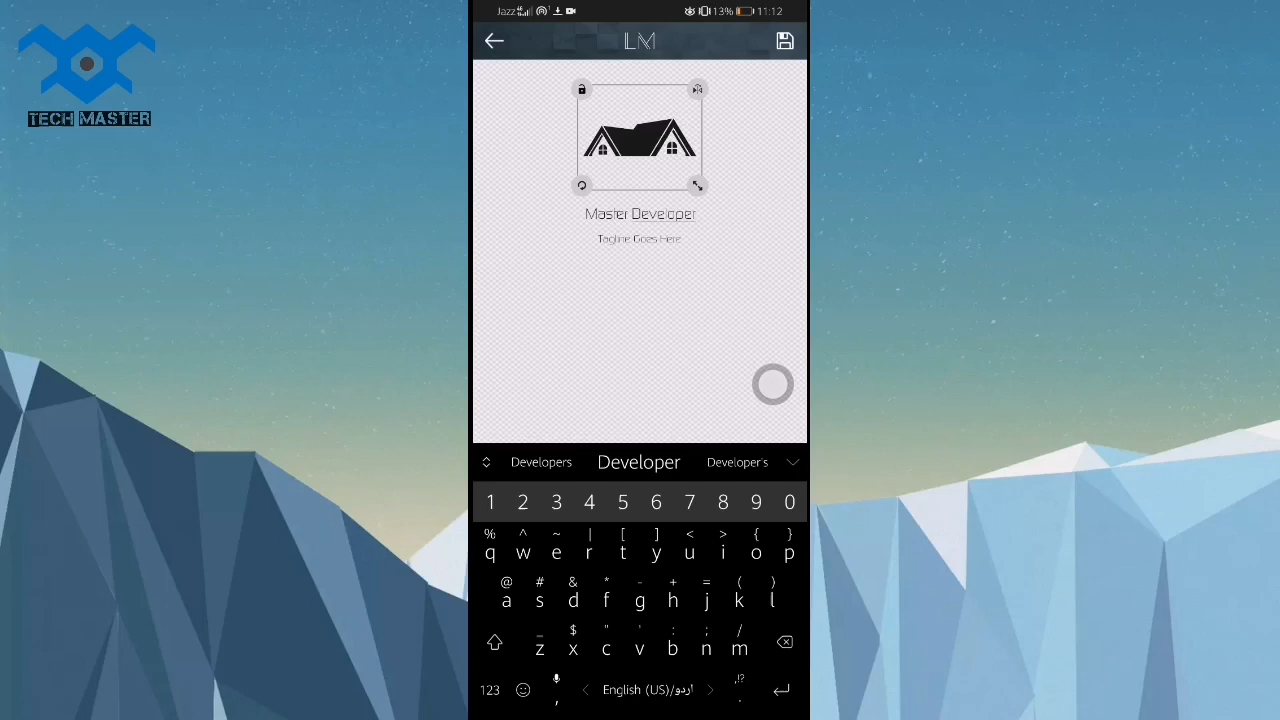 TECH MASTER
Jazz 4G 13% 11:12
LM
Master Developer
Tagline Goes Here
Developers Developer Developer's
1 2 3 4 5 6 7 8 9 0
% ^ ~ | [ ] < > { }
q w e r t y u i o p
@ # & * - + = ( )
a s d f g h j k l
_ $ " ' : ; /
z x c v b n m
123 , English (US)/اردو ,!? .